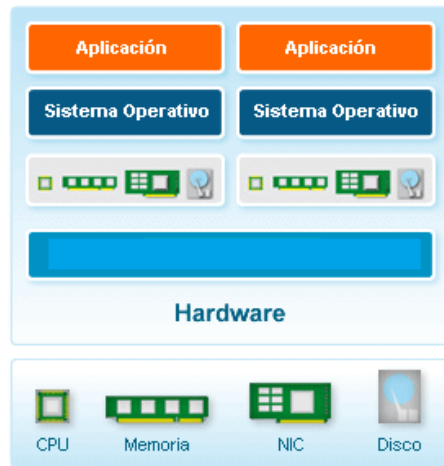 Aplicación Aplicación
Sistema Operativo Sistema Operativo
Hardware
CPU Memoria NIC Disco